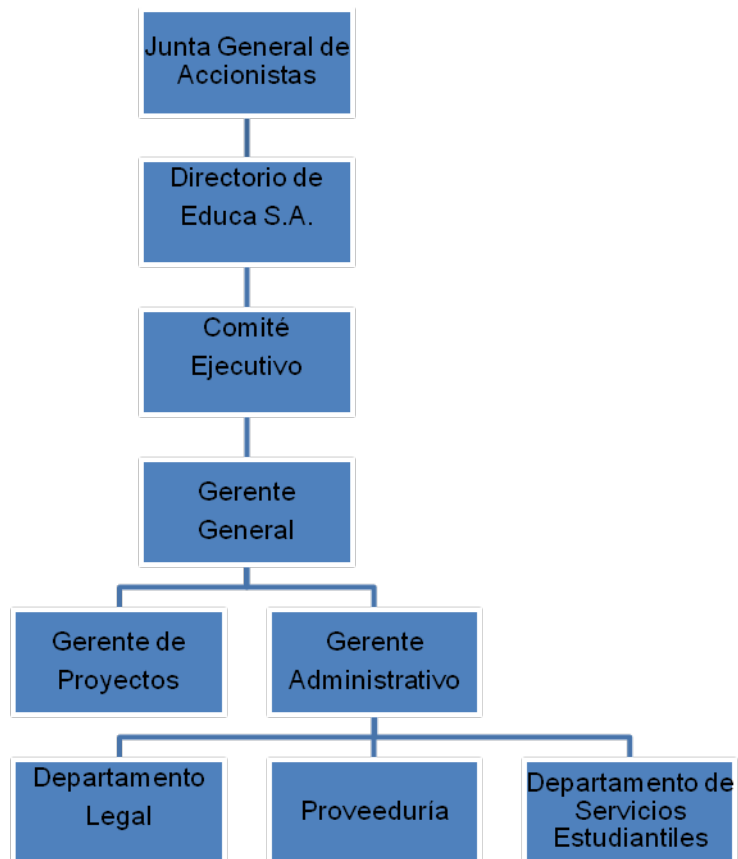 Junta General de
Accionistas
Directorio de
Educa S.A.
Comité
Ejecutivo
Gerente
General
Gerente de
Proyectos
Gerente
Administrativo
Departamento
Legal
Proveeduría
Departamento de
Servicios
Estudiantiles